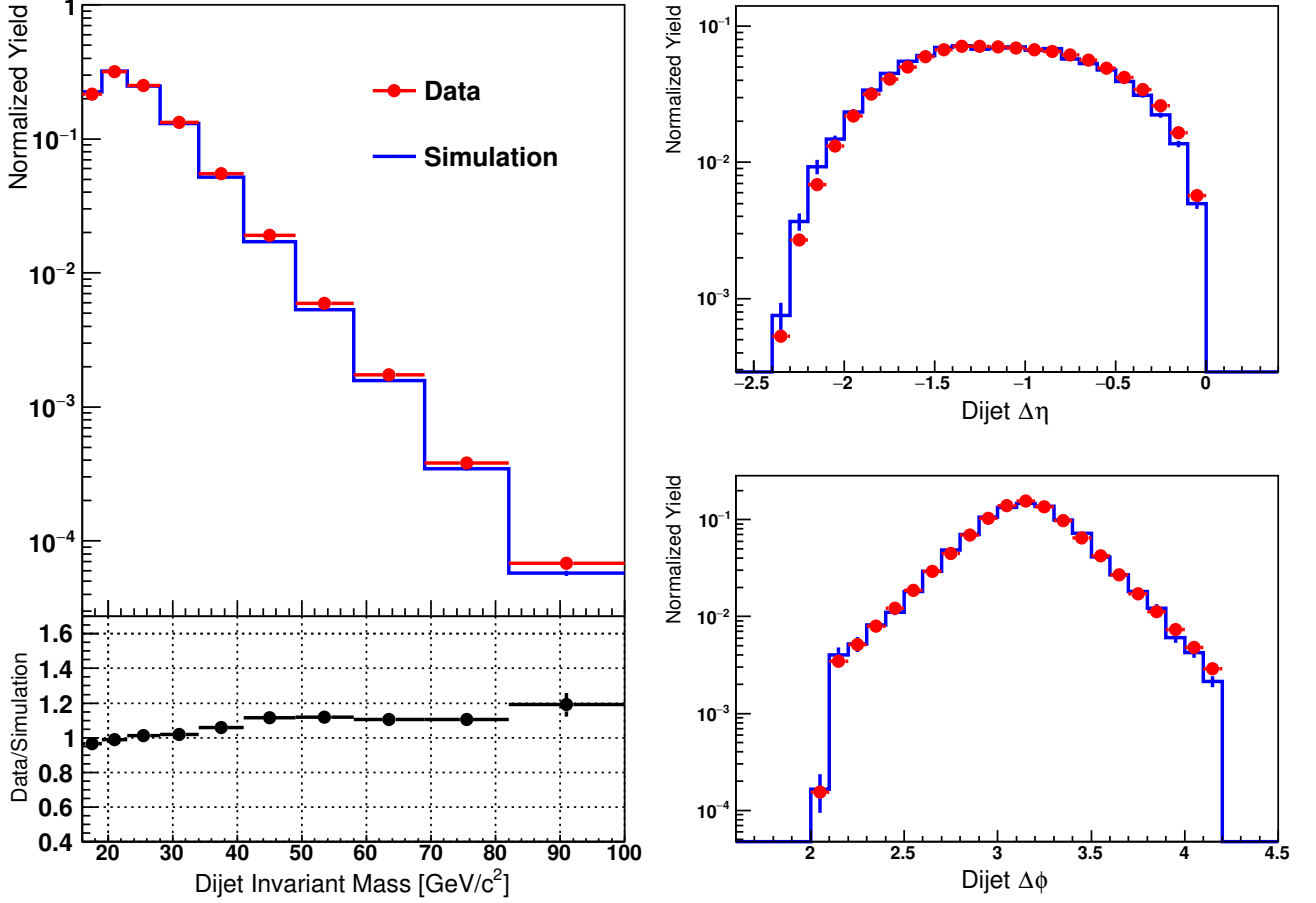 Normalized Yield
1
10⁻¹
10⁻²
10⁻³
10⁻⁴
Data
Simulation
Data/Simulation
1.6
1.4
1.2
1
0.8
0.6
0.4
20 30 40 50 60 70 80 90 100
Dijet Invariant Mass [GeV/c²]
Normalized Yield
10⁻¹
10⁻²
10⁻³
−2.5 −2 −1.5 −1 −0.5 0
Dijet Δη
Normalized Yield
10⁻¹
10⁻²
10⁻³
10⁻⁴
2 2.5 3 3.5 4 4.5
Dijet Δϕ